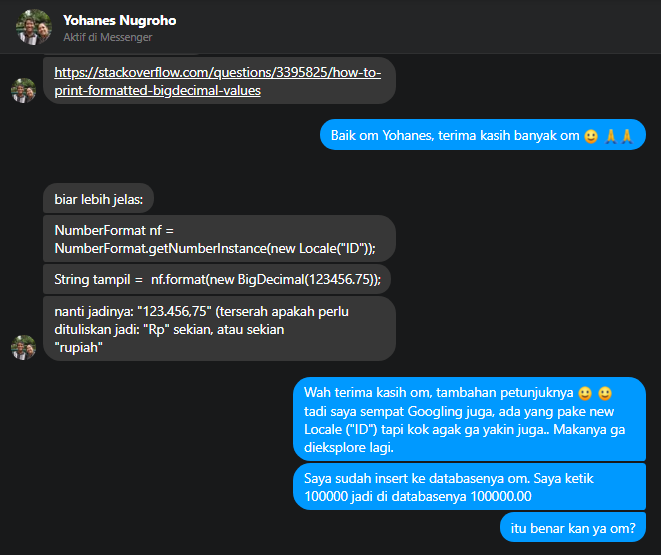 Yohanes Nugroho
Aktif di Messenger
https://stackoverflow.com/questions/3395825/how-to-
print-formatted-bigdecimal-values
Baik om Yohanes, terima kasih banyak om 🙂 🙏 🙏
biar lebih jelas:
NumberFormat nf =
NumberFormat.getNumberInstance(new Locale("ID"));
String tampil =  nf.format(new BigDecimal(123456.75));
nanti jadinya: "123.456,75" (terserah apakah perlu
dituliskan jadi: "Rp" sekian, atau sekian
"rupiah"
Wah terima kasih om, tambahan petunjuknya 🙂 🙂
tadi saya sempat Googling juga, ada yang pake new
Locale ("ID") tapi kok agak ga yakin juga.. Makanya ga
dieksplore lagi.
Saya sudah insert ke databasenya om. Saya ketik
100000 jadi di databasenya 100000.00
itu benar kan ya om?